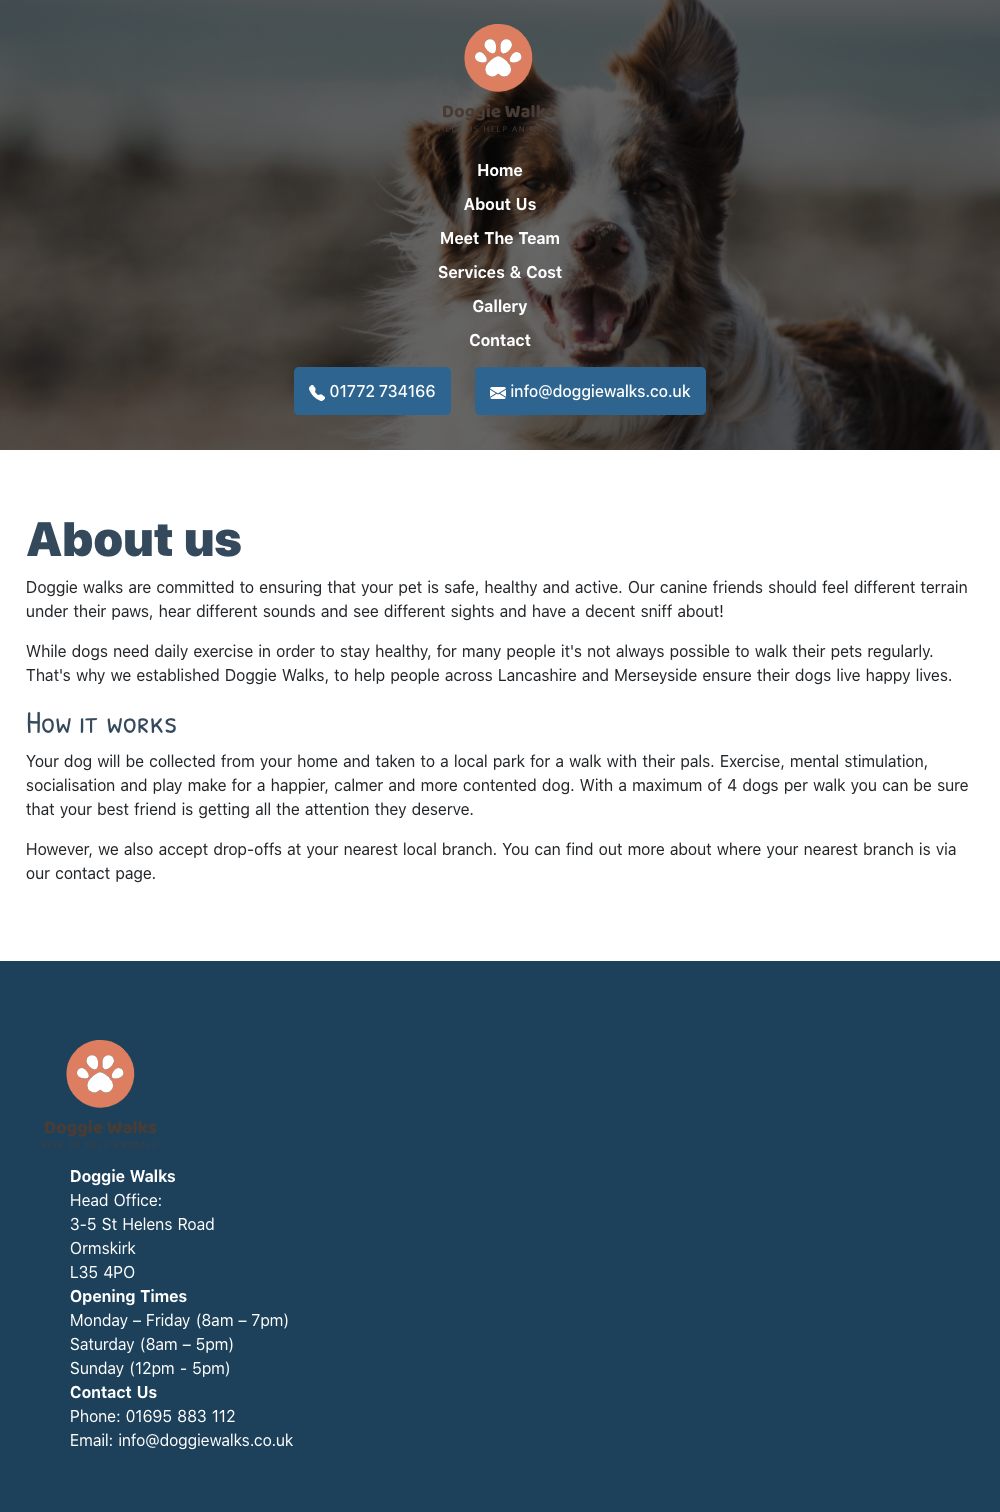 Doggie Walks
Home
About Us
Meet The Team
Services & Cost
Gallery
Contact
01772 734166
info@doggiewalks.co.uk
About us
Doggie walks are committed to ensuring that your pet is safe, healthy and active. Our canine friends should feel different terrain
under their paws, hear different sounds and see different sights and have a decent sniff about!
While dogs need daily exercise in order to stay healthy, for many people it's not always possible to walk their pets regularly.
That's why we established Doggie Walks, to help people across Lancashire and Merseyside ensure their dogs live happy lives.
How it works
Your dog will be collected from your home and taken to a local park for a walk with their pals. Exercise, mental stimulation,
socialisation and play make for a happier, calmer and more contented dog. With a maximum of 4 dogs per walk you can be sure
that your best friend is getting all the attention they deserve.
However, we also accept drop-offs at your nearest local branch. You can find out more about where your nearest branch is via
our contact page.
Doggie Walks
Doggie Walks
Head Office:
3-5 St Helens Road
Ormskirk
L35 4PO
Opening Times
Monday – Friday (8am – 7pm)
Saturday (8am – 5pm)
Sunday (12pm - 5pm)
Contact Us
Phone: 01695 883 112
Email: info@doggiewalks.co.uk